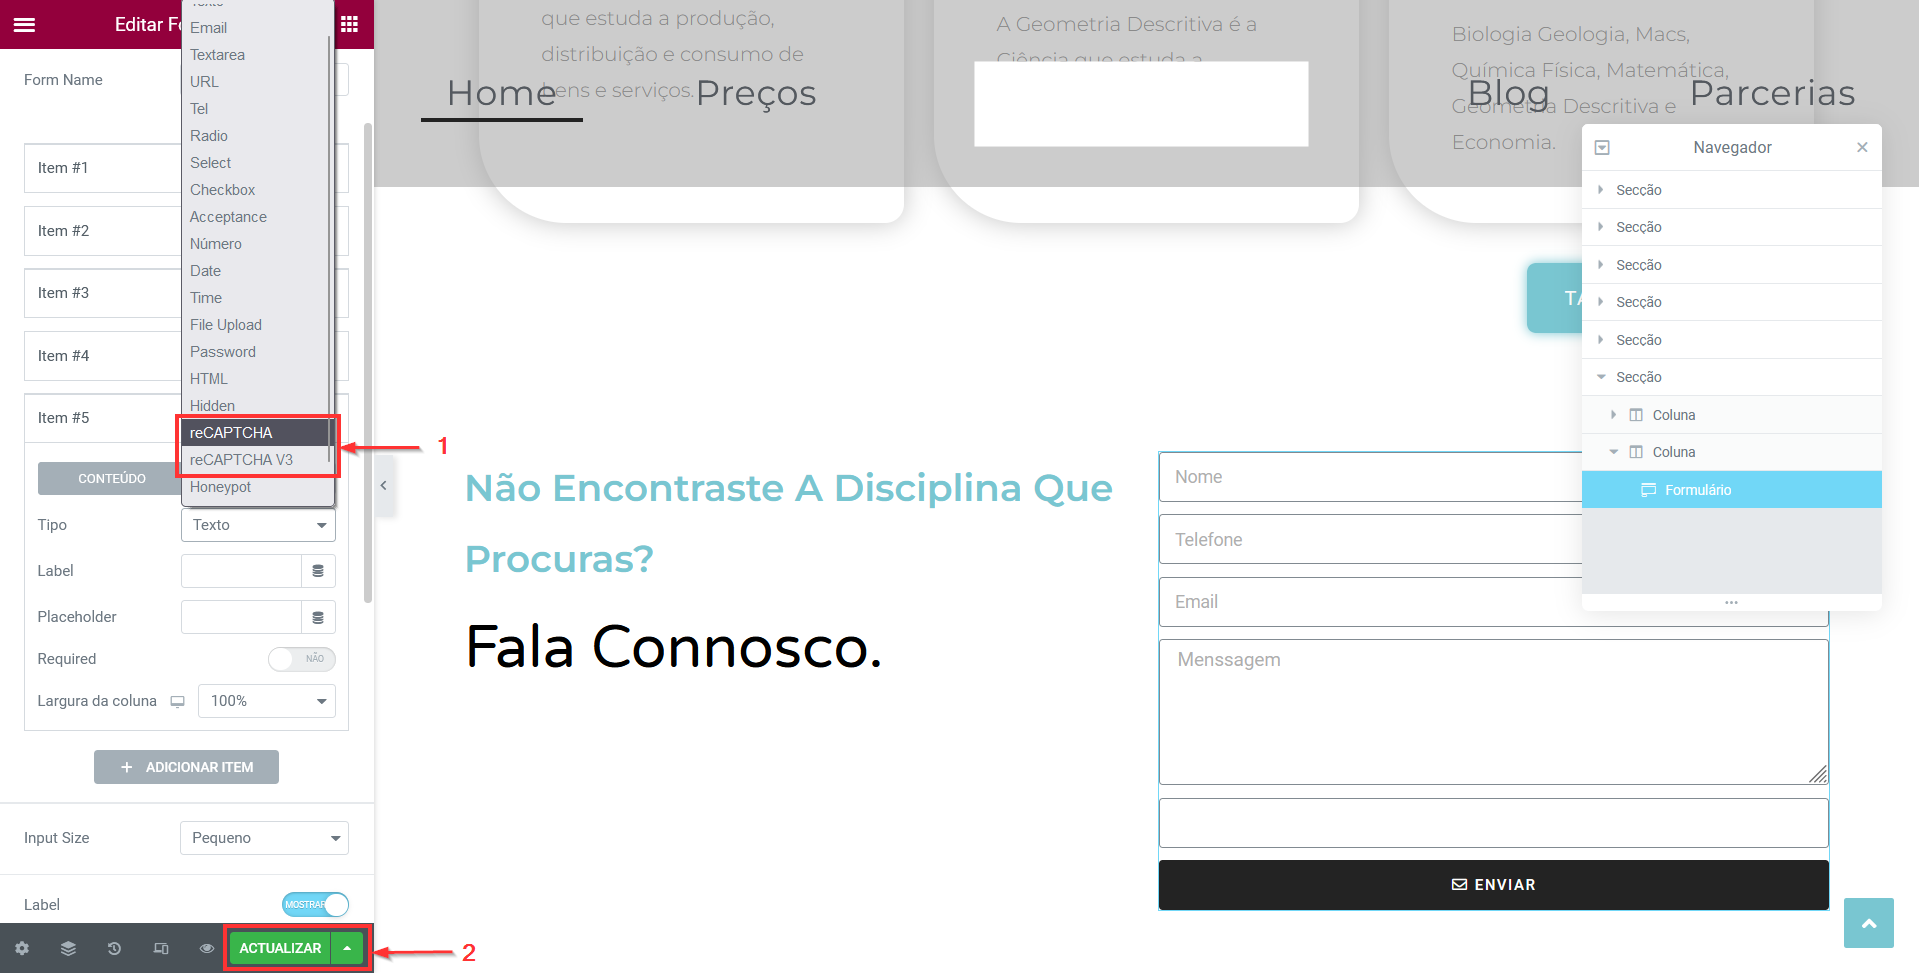 Editar Fo
Texto
Email
Textarea
URL
Tel
Radio
Select
Checkbox
Acceptance
Número
Date
Time
File Upload
Password
HTML
Hidden
reCAPTCHA
reCAPTCHA V3
Honeypot
Form Name
Item #1
Item #2
Item #3
Item #4
Item #5
CONTEÚDO
Tipo
Texto
Label
Placeholder
Required
NÃO
Largura da coluna
100%
+ ADICIONAR ITEM
Input Size
Pequeno
Label
MOSTRAR
ACTUALIZAR
1
2
que estuda a produção,
distribuição e consumo de
bens e serviços.
A Geometria Descritiva é a
Ciência que estuda a
Biologia Geologia, Macs,
Química Física, Matemática,
Geometria Descritiva e
Economia.
Home
Preços
Blog
Parcerias
TA
Navegador
Secção
Secção
Secção
Secção
Secção
Secção
Coluna
Coluna
Formulário
Não Encontraste A Disciplina Que
Procuras?
Fala Connosco.
Nome
Telefone
Email
Menssagem
ENVIAR